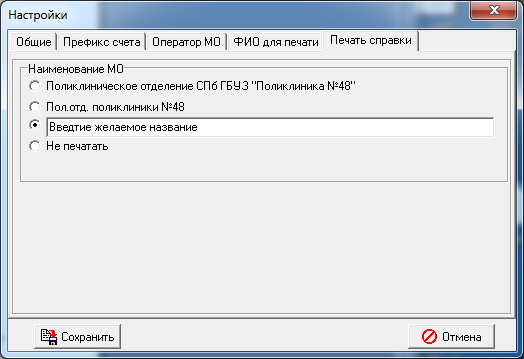 Настройки
Общие Префикс счета Оператор МО ФИО для печати Печать справки
Наименование МО
Поликлиническое отделение СПб ГБУЗ "Поликлиника №48"
Пол.отд. поликлиники №48
Введтие желаемое название
Не печатать
Сохранить Отмена